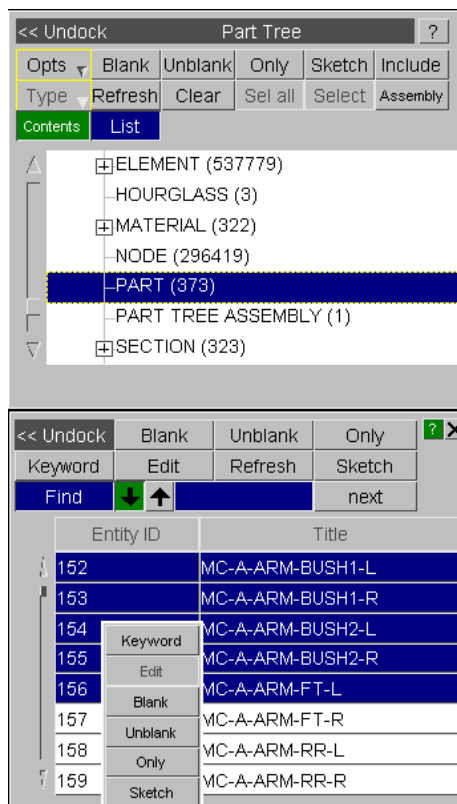 << Undock Part Tree ?
Opts Blank Unblank Only Sketch Include
Type Refresh Clear Sel all Select Assembly
Contents List
ELEMENT (537779)
HOURGLASS (3)
MATERIAL (322)
NODE (296419)
PART (373)
PART TREE ASSEMBLY (1)
SECTION (323)
<< Undock Blank Unblank Only ? X
Keyword Edit Refresh Sketch
Find next
Entity ID Title
152 MC-A-ARM-BUSH1-L
153 MC-A-ARM-BUSH1-R
154 MC-A-ARM-BUSH2-L
155 MC-A-ARM-BUSH2-R
156 MC-A-ARM-FT-L
157 MC-A-ARM-FT-R
158 MC-A-ARM-RR-L
159 MC-A-ARM-RR-R
Keyword
Edit
Blank
Unblank
Only
Sketch